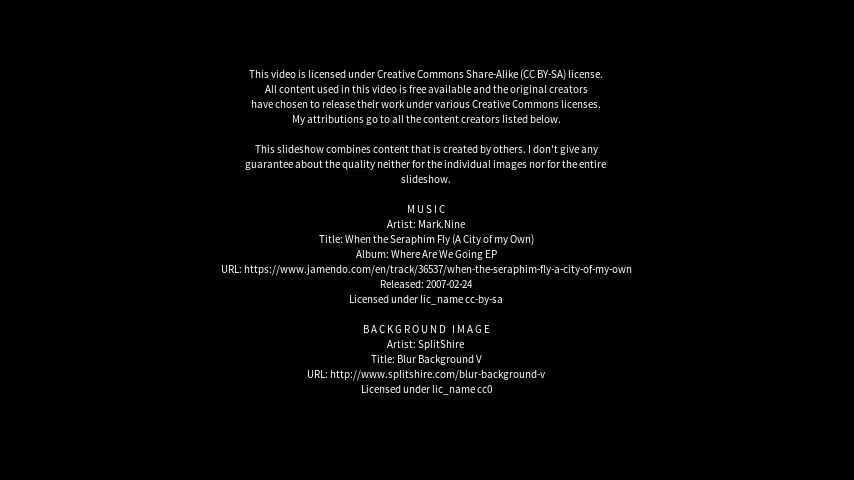 This video is licensed under Creative Commons Share-Alike (CC BY-SA) license.
All content used in this video is free available and the original creators
have chosen to release their work under various Creative Commons licenses.
My attributions go to all the content creators listed below.
This slideshow combines content that is created by others. I don't give any
guarantee about the quality neither for the individual images nor for the entire
slideshow.
MUSIC
Artist: Mark.Nine
Title: When the Seraphim Fly (A City of my Own)
Album: Where Are We Going EP
URL: https://www.jamendo.com/en/track/36537/when-the-seraphim-fly-a-city-of-my-own
Released: 2007-02-24
Licensed under lic_name cc-by-sa
BACKGROUND IMAGE
Artist: SplitShire
Title: Blur Background V
URL: http://www.splitshire.com/blur-background-v
Licensed under lic_name cc0